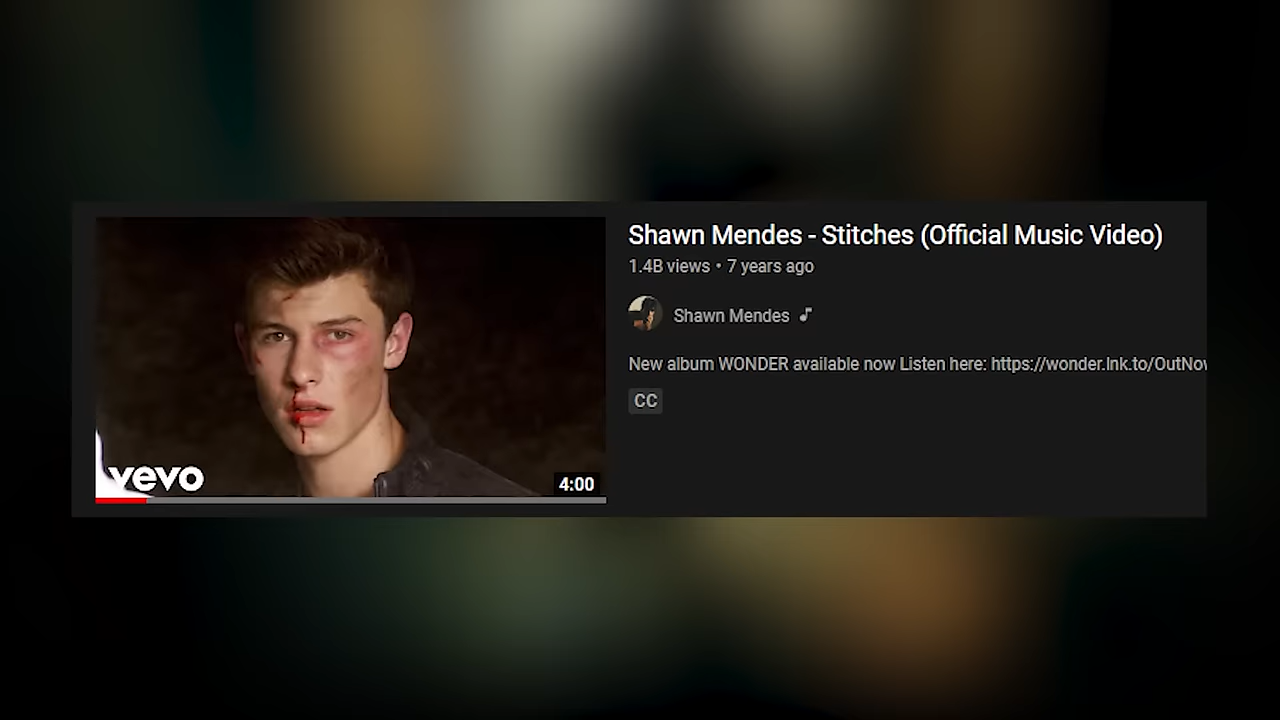 Shawn Mendes - Stitches (Official Music Video)
1.4B views • 7 years ago
Shawn Mendes
New album WONDER available now Listen here: https://wonder.lnk.to/OutNov
CC
vevo
4:00